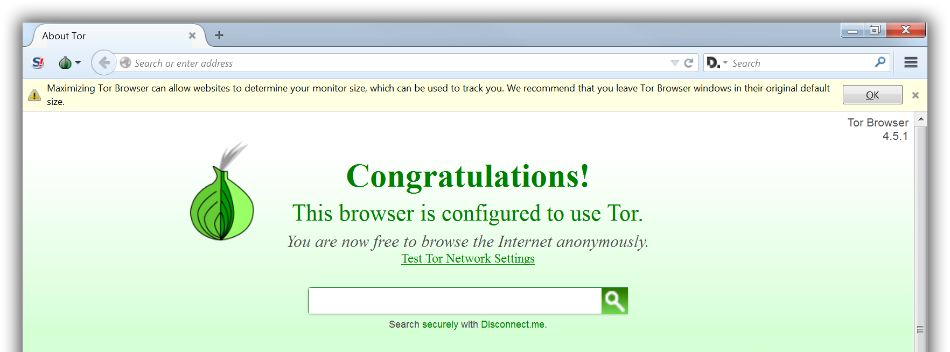 About Tor
S!
Search or enter address
D.
Search
Maximizing Tor Browser can allow websites to determine your monitor size, which can be used to track you. We recommend that you leave Tor Browser windows in their original default
size.
OK
Tor Browser
4.5.1
Congratulations!
This browser is configured to use Tor.
You are now free to browse the Internet anonymously.
Test Tor Network Settings
Search securely with Disconnect.me.